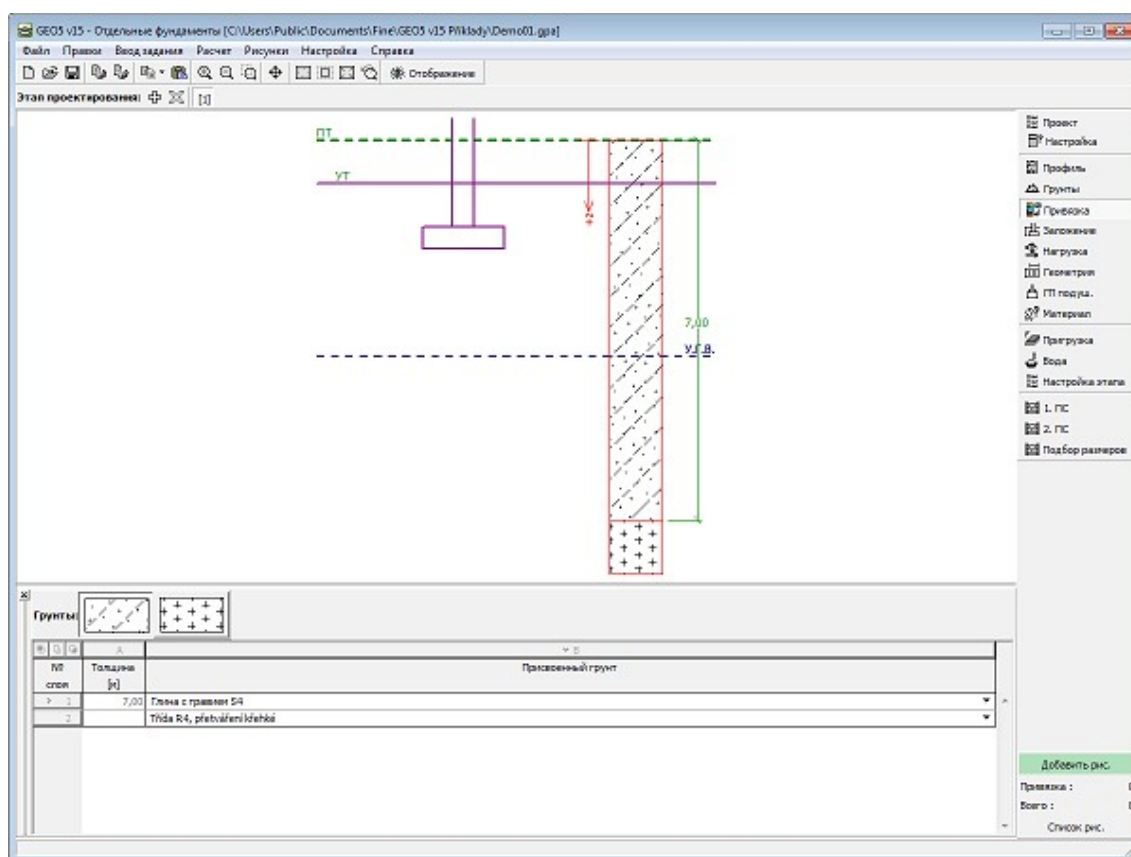 GEO5 v15 - Отдельные фундаменты [C:\Users\Public\Documents\Fine\GEO5 v15 Příklady\Demo01.gpa]
Файл Правки Ввод задания Расчет Рисунки Настройка Справка
Отображение
Этап проектирования: [1]
ПТ
УТ
+z
7,00
У.Г.В.
Проект
Настройка
Профиль
Грунты
Привязка
Заложение
Нагрузка
Геометрия
ГП подуш.
Материал
Пригрузка
Вода
Настройка этапа
1. ПС
2. ПС
Подбор размеров
Грунты:
A B
№ слоя Толщина [м] Присвоенный грунт
> 1 7,00 Глина с гравием S4
2 Třída R4, přetváření křehké
Добавить рис.
Привязка :
Всего :
Список рис.